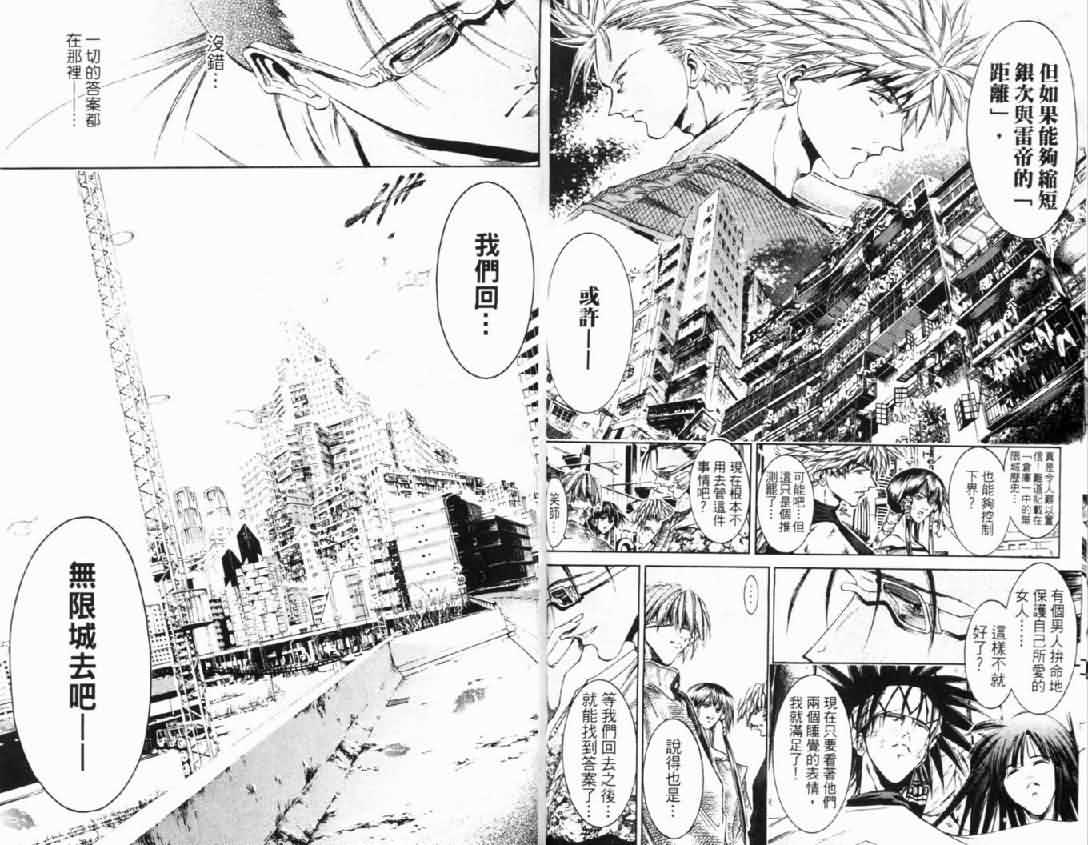 但如果能夠縮短
銀次與雷帝的「
距離」，
或許——
真是令人難以置
信！難道記載在
「倉庫」中的無
限城歷史…
也能夠控制
下界？
可能吧…但
這只是個推
測罷了…
現在根本不
用去管這件
事情吧？
笑師…
有個男人拚命地
保護自己所愛的
女人……
這樣不就
好了？
現在只要看著他們
兩個睡覺的表情，
我就滿足了！
…
說得也是…
等我們回去之後…
就能找到答案了…
沒錯…
一切的答案都
在那裡———
我們回…
無限城去吧——